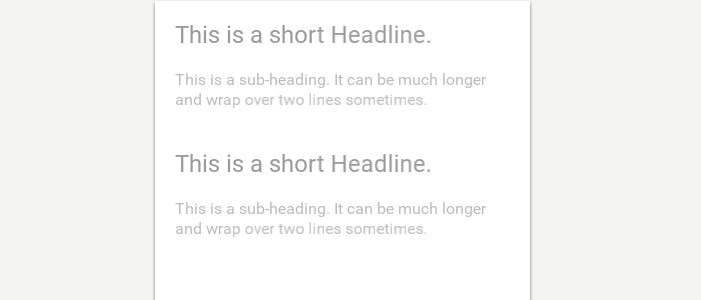 This is a short Headline.
This is a sub-heading. It can be much longer
and wrap over two lines sometimes.
This is a short Headline.
This is a sub-heading. It can be much longer
and wrap over two lines sometimes.